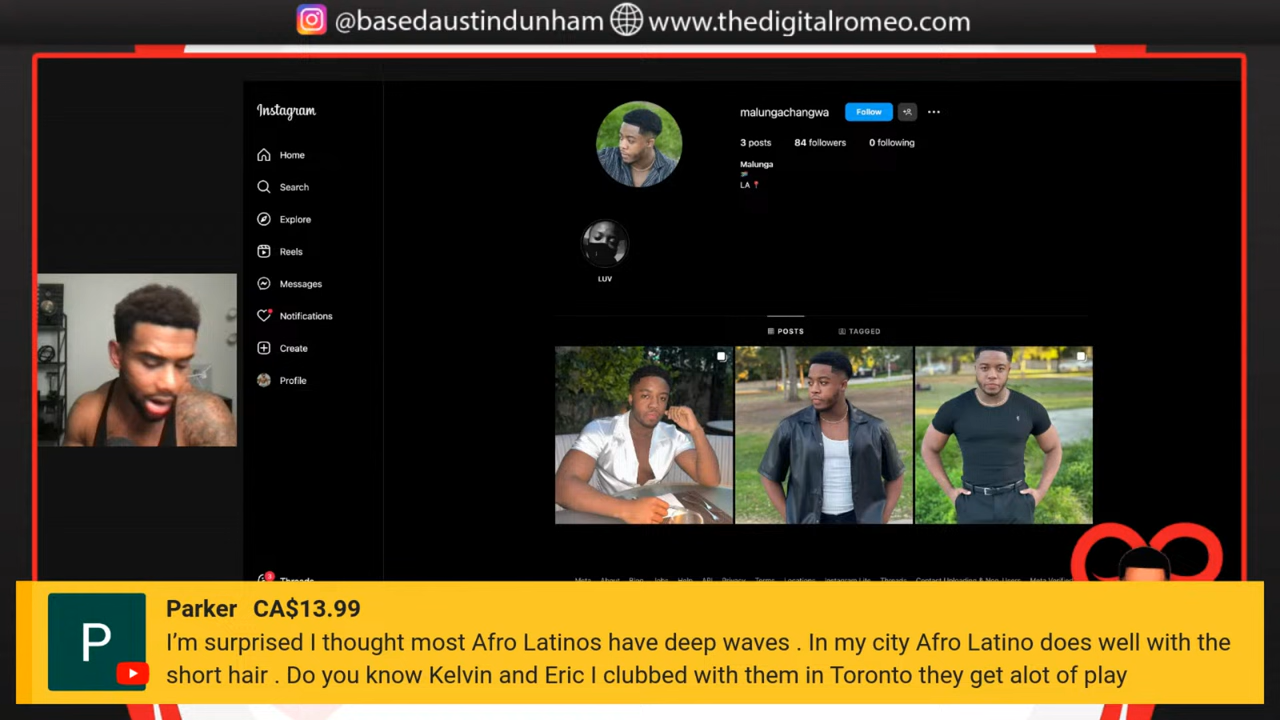 @basedaustindunham www.thedigitalromeo.com
Instagram
Home
Search
Explore
Reels
Messages
Notifications
Create
Profile
malungachangwa Follow
3 posts 84 followers 0 following
Malunga
LA
LUV
POSTS TAGGED
3
Parker CA$13.99
P
I’m surprised I thought most Afro Latinos have deep waves . In my city Afro Latino does well with the
short hair . Do you know Kelvin and Eric I clubbed with them in Toronto they get alot of play